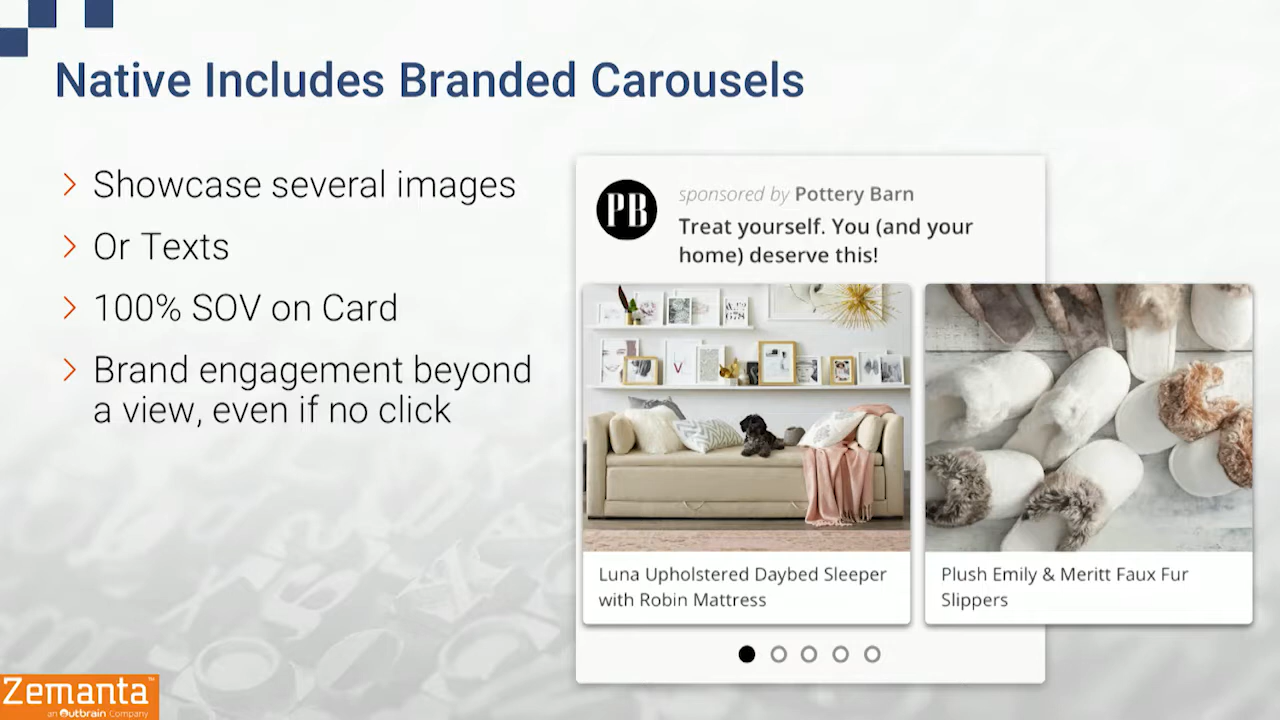 Native Includes Branded Carousels
Showcase several images
Or Texts
100% SOV on Card
Brand engagement beyond
a view, even if no click
PB
sponsored by Pottery Barn
Treat yourself. You (and your
home) deserve this!
Luna Upholstered Daybed Sleeper
with Robin Mattress
Plush Emily & Meritt Faux Fur
Slippers
Zemanta™
an Outbrain Company